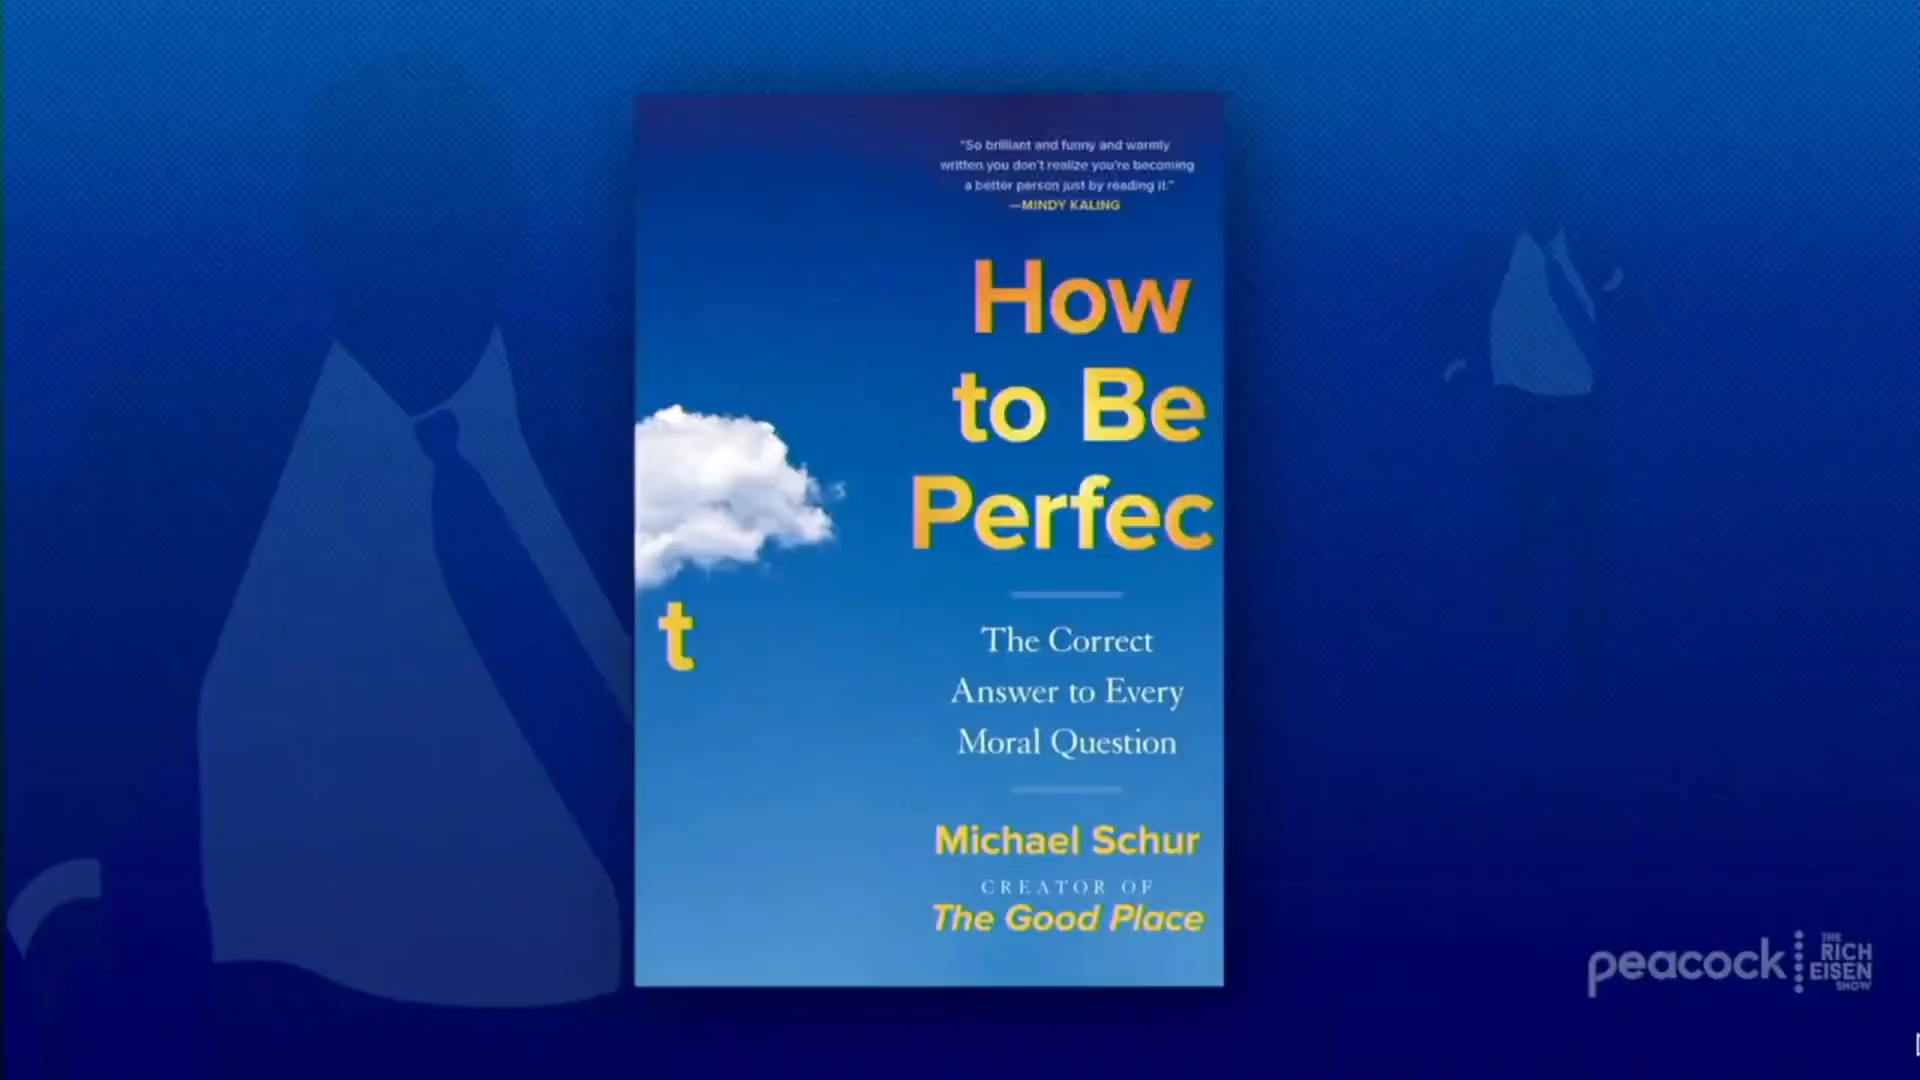 "So brilliant and funny and warmly
written you don't realize you're becoming
a better person just by reading it."
—MINDY KALING
How
to Be
Perfec
t
The Correct
Answer to Every
Moral Question
Michael Schur
CREATOR OF
The Good Place
peacock
THE
RICH
EISEN
SHOW